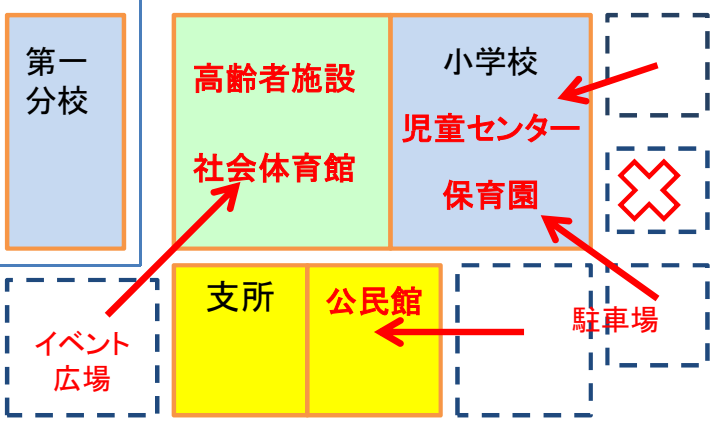 第一
分校
高齢者施設
社会体育館
小学校
児童センター
保育園
支所
公民館
駐車場
イベント
広場